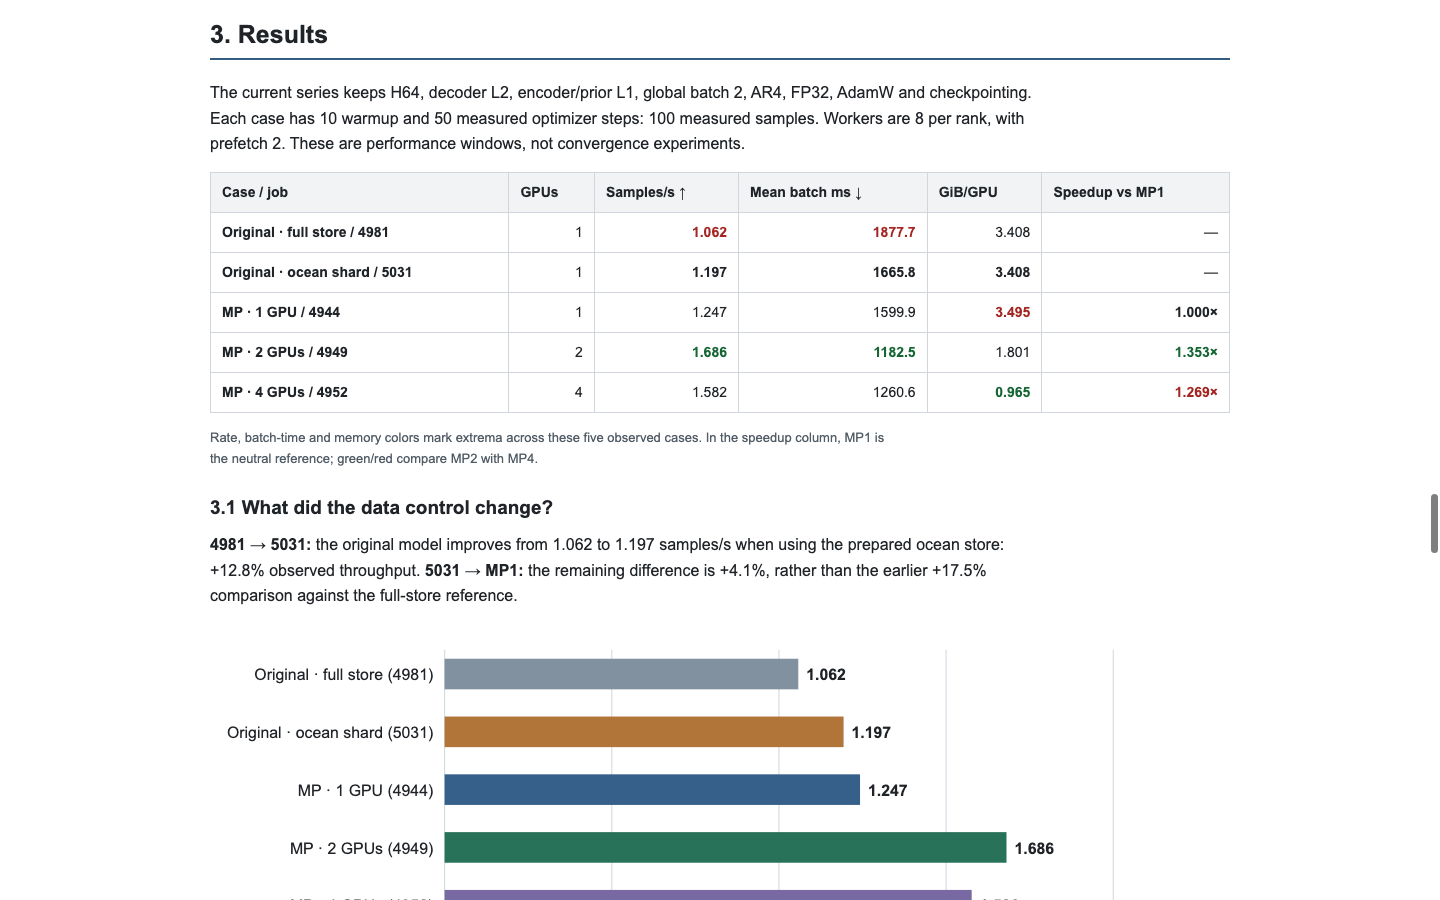 3. Results
The current series keeps H64, decoder L2, encoder/prior L1, global batch 2, AR4, FP32, AdamW and checkpointing.
Each case has 10 warmup and 50 measured optimizer steps: 100 measured samples. Workers are 8 per rank, with
prefetch 2. These are performance windows, not convergence experiments.
Case / job GPUs Samples/s ↑ Mean batch ms ↓ GiB/GPU Speedup vs MP1
Original · full store / 4981 1 1.062 1877.7 3.408 —
Original · ocean shard / 5031 1 1.197 1665.8 3.408 —
MP · 1 GPU / 4944 1 1.247 1599.9 3.495 1.000×
MP · 2 GPUs / 4949 2 1.686 1182.5 1.801 1.353×
MP · 4 GPUs / 4952 4 1.582 1260.6 0.965 1.269×
Rate, batch-time and memory colors mark extrema across these five observed cases. In the speedup column, MP1 is
the neutral reference; green/red compare MP2 with MP4.
3.1 What did the data control change?
4981 → 5031: the original model improves from 1.062 to 1.197 samples/s when using the prepared ocean store:
+12.8% observed throughput. 5031 → MP1: the remaining difference is +4.1%, rather than the earlier +17.5%
comparison against the full-store reference.
Original · full store (4981) 1.062
Original · ocean shard (5031) 1.197
MP · 1 GPU (4944) 1.247
MP · 2 GPUs (4949) 1.686